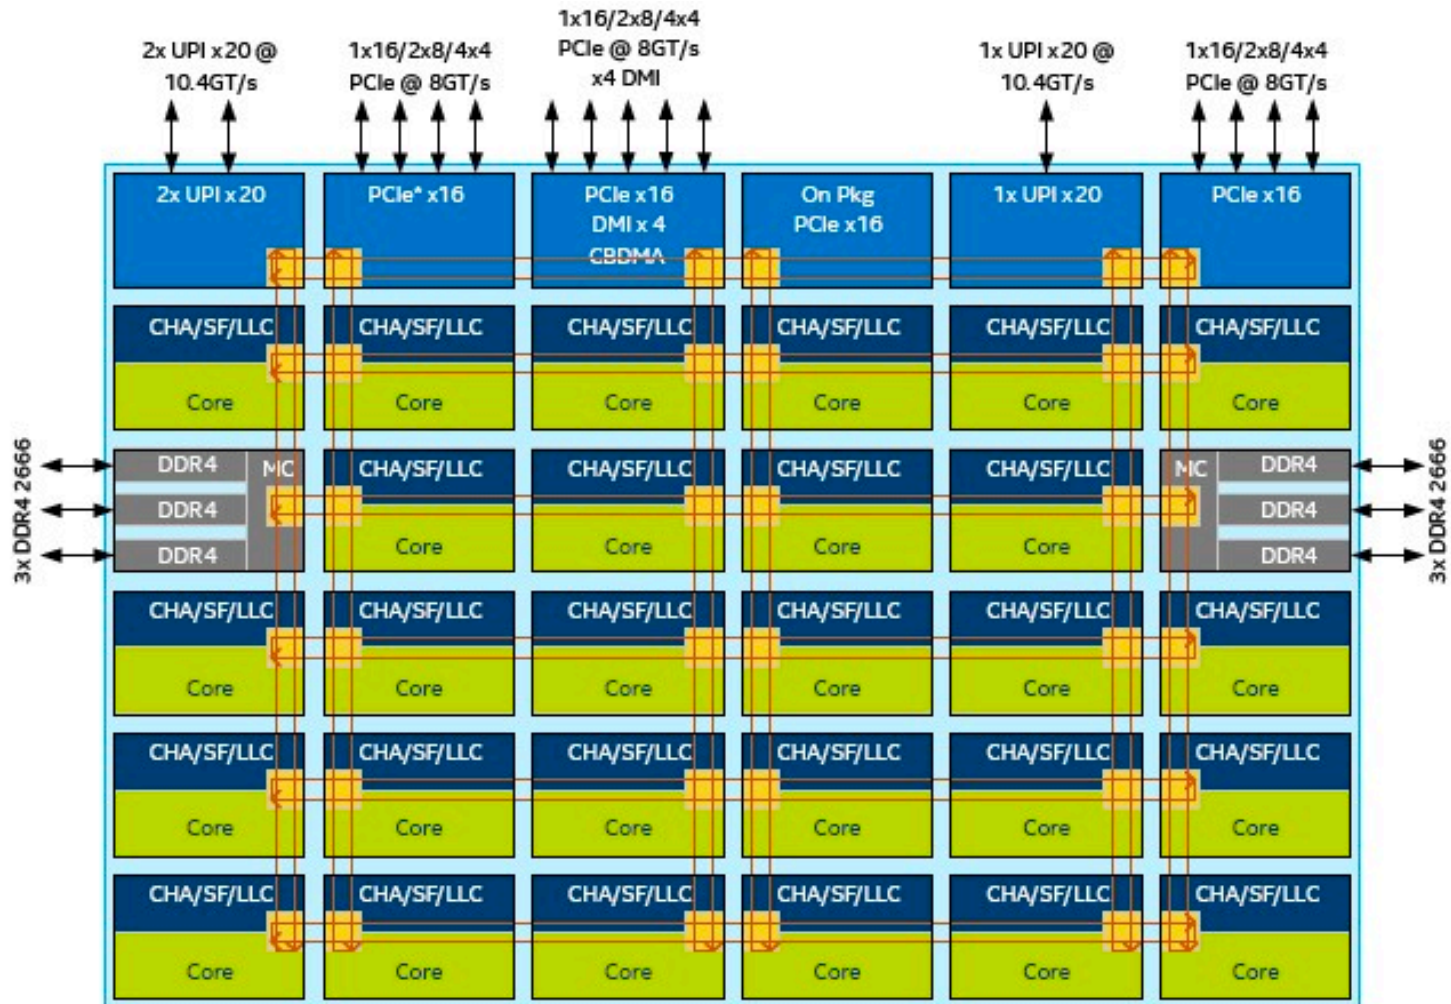 1x16/2x8/4x4
PCIe @ 8GT/s
x4 DMI
2x UPI x20 @
10.4GT/s
1x16/2x8/4x4
PCIe @ 8GT/s
1x UPI x20 @
10.4GT/s
1x16/2x8/4x4
PCIe @ 8GT/s
2x UPI x20
PCIe* x16
PCIe x16
DMI x 4
CBDMA
On Pkg
PCIe x16
1x UPI x20
PCIe x16
CHA/SF/LLC
CHA/SF/LLC
CHA/SF/LLC
CHA/SF/LLC
CHA/SF/LLC
CHA/SF/LLC
Core
Core
Core
Core
Core
Core
3x DDR4 2666
DDR4
DDR4
DDR4
MC
CHA/SF/LLC
CHA/SF/LLC
CHA/SF/LLC
CHA/SF/LLC
Core
Core
Core
Core
MC
DDR4
DDR4
DDR4
3x DDR4 2666
CHA/SF/LLC
CHA/SF/LLC
CHA/SF/LLC
CHA/SF/LLC
CHA/SF/LLC
CHA/SF/LLC
Core
Core
Core
Core
Core
Core
CHA/SF/LLC
CHA/SF/LLC
CHA/SF/LLC
CHA/SF/LLC
CHA/SF/LLC
CHA/SF/LLC
Core
Core
Core
Core
Core
Core
CHA/SF/LLC
CHA/SF/LLC
CHA/SF/LLC
CHA/SF/LLC
CHA/SF/LLC
CHA/SF/LLC
Core
Core
Core
Core
Core
Core